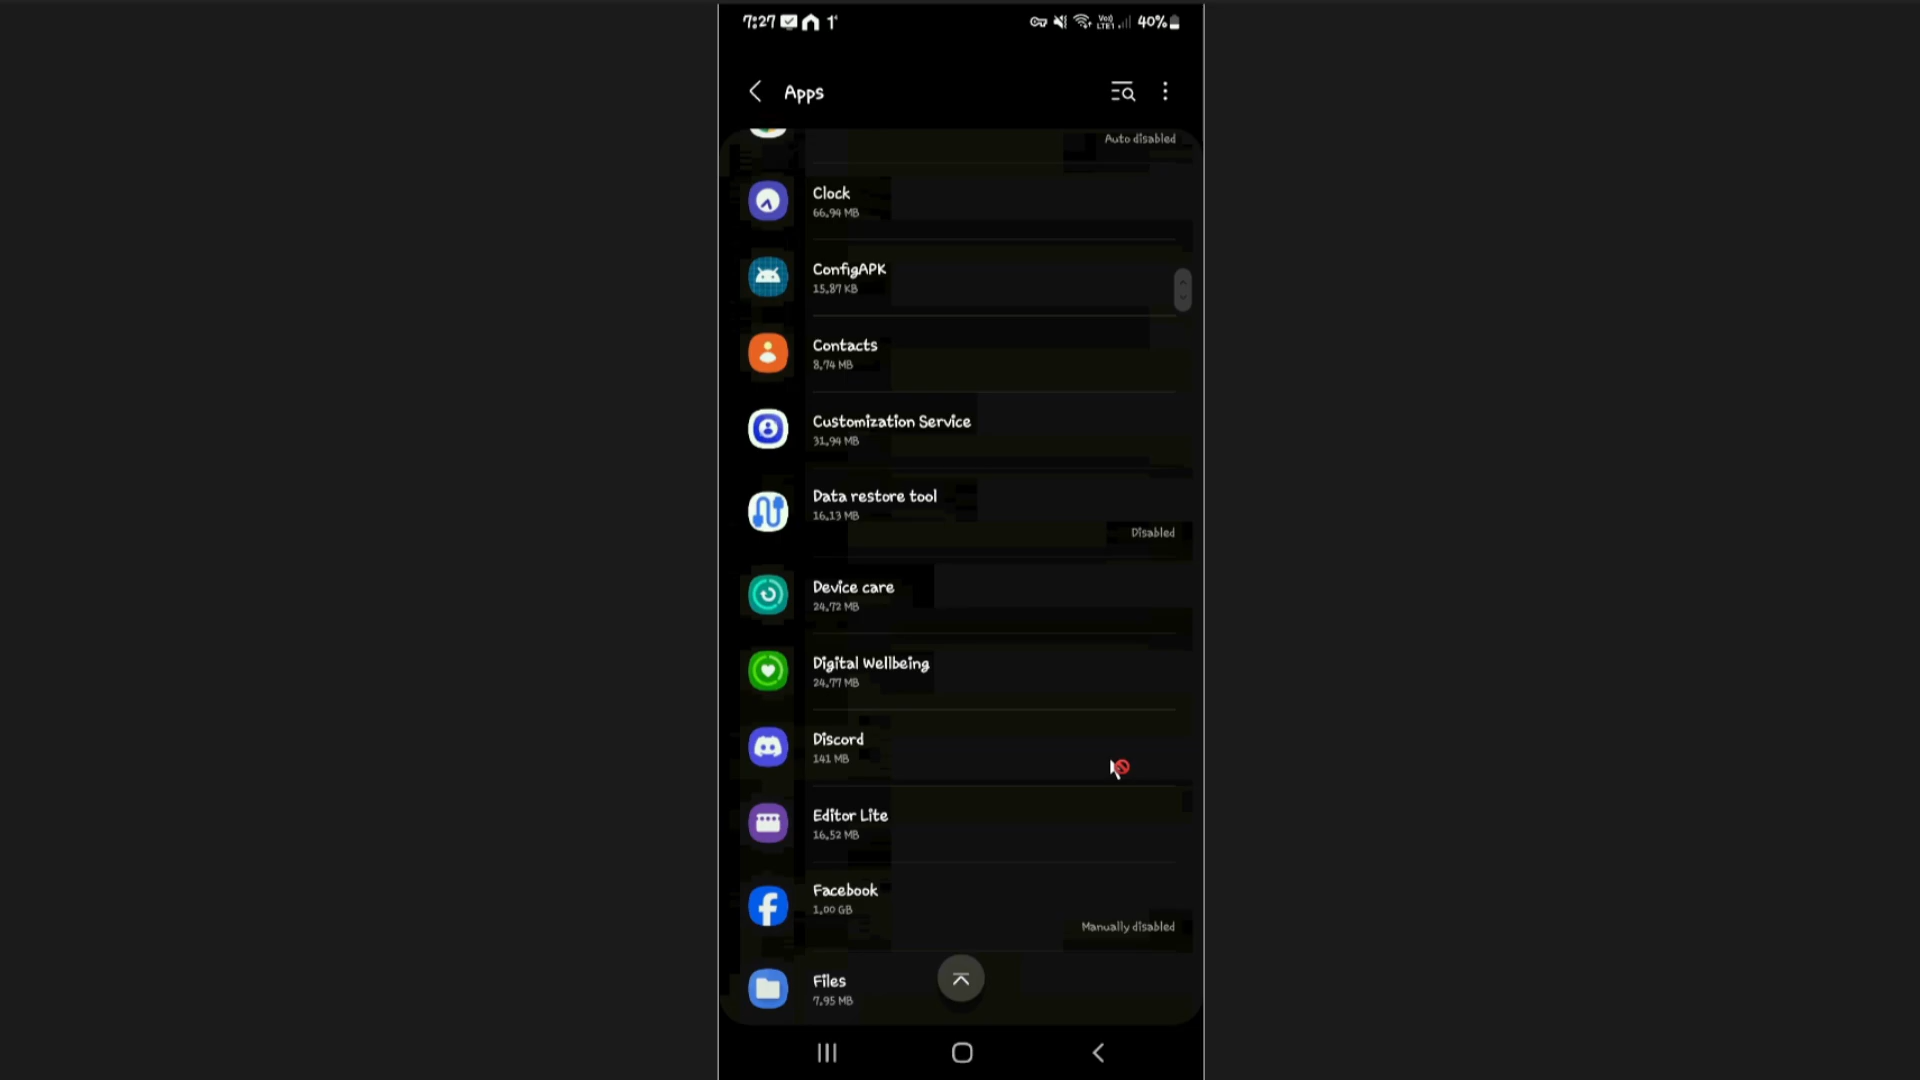 7:27 40%
Apps
Auto disabled
Clock
66.94 MB
ConfigAPK
15.87 KB
Contacts
8.74 MB
Customization Service
31.94 MB
Data restore tool
16.13 MB
Disabled
Device care
24.72 MB
Digital Wellbeing
24.77 MB
Discord
141 MB
Editor Lite
16.52 MB
Facebook
1.00 GB
Manually disabled
Files
7.95 MB